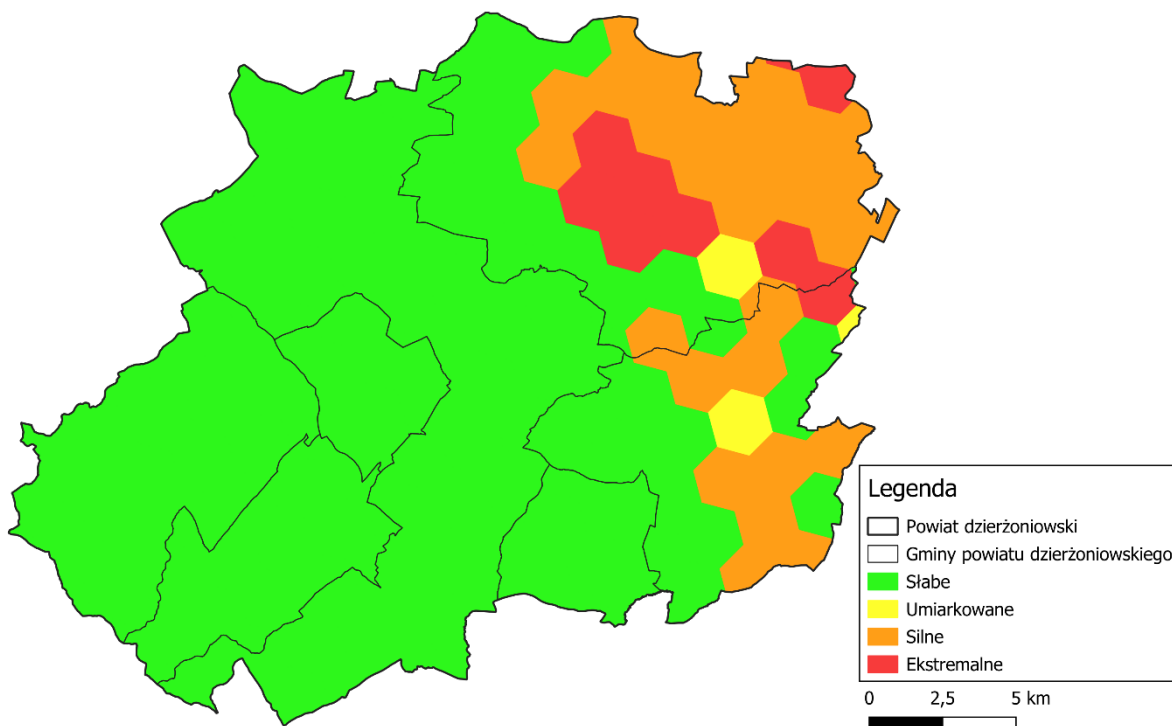 Legenda
Powiat dzierżoniowski
Gminy powiatu dzierżoniowskiego
Słabe
Umiarkowane
Silne
Ekstremalne
0 2,5 5 km